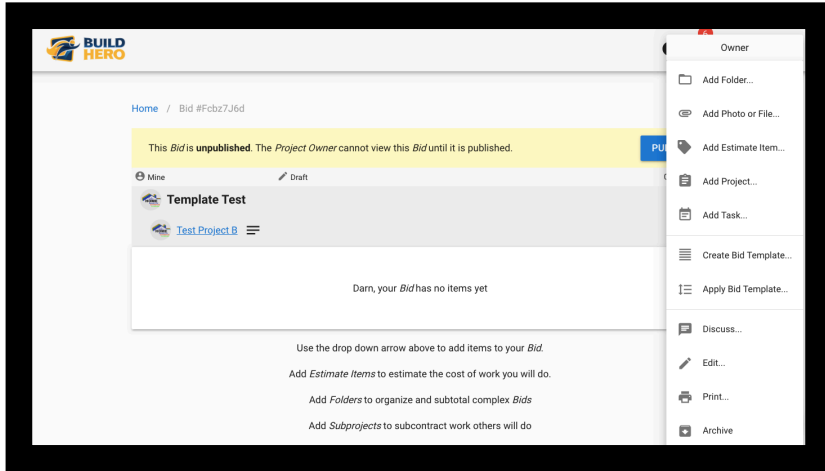 BUILD
HERO
6
Owner
Home / Bid #Fcbz7J6d
This Bid is unpublished. The Project Owner cannot view this Bid until it is published.
Mine
Draft
Template Test
Test Project B
Darn, your Bid has no items yet
Use the drop down arrow above to add items to your Bid.
Add Estimate Items to estimate the cost of work you will do.
Add Folders to organize and subtotal complex Bids
Add Subprojects to subcontract work others will do
Add Folder...
Add Photo or File...
Add Estimate Item...
Add Project...
Add Task...
Create Bid Template...
Apply Bid Template...
Discuss...
Edit...
Print...
Archive